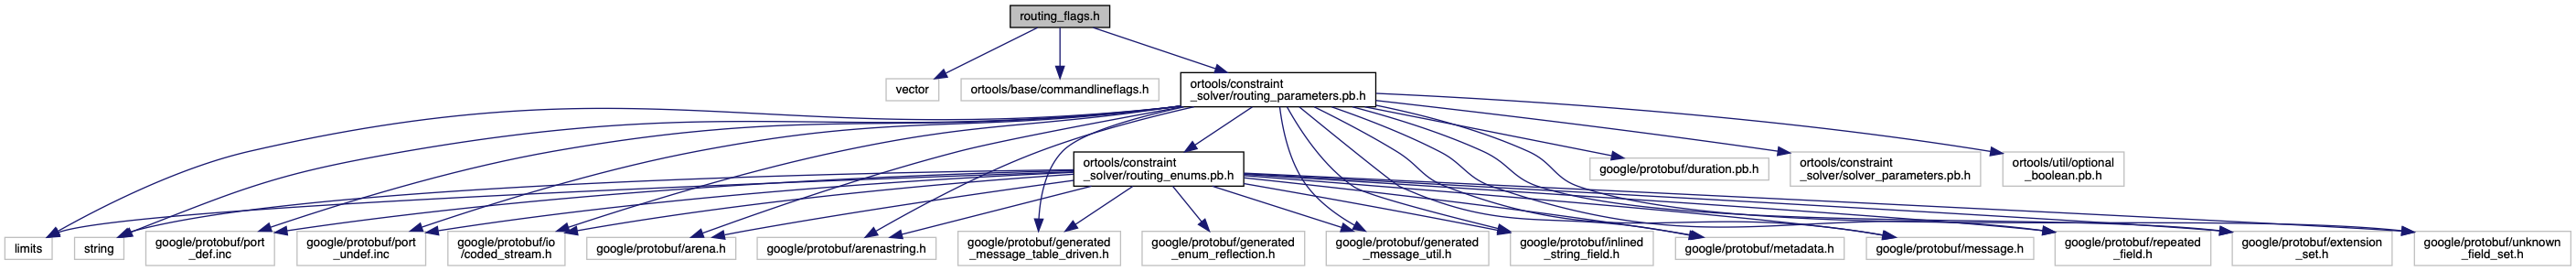 routing_flags.h
vector
ortools/base/commandlineflags.h
ortools/constraint
_solver/routing_parameters.pb.h
ortools/constraint
_solver/routing_enums.pb.h
google/protobuf/duration.pb.h
ortools/constraint
_solver/solver_parameters.pb.h
ortools/util/optional
_boolean.pb.h
limits
string
google/protobuf/port
_def.inc
google/protobuf/port
_undef.inc
google/protobuf/io
/coded_stream.h
google/protobuf/arena.h
google/protobuf/arenastring.h
google/protobuf/generated
_message_table_driven.h
google/protobuf/generated
_enum_reflection.h
google/protobuf/generated
_message_util.h
google/protobuf/inlined
_string_field.h
google/protobuf/metadata.h
google/protobuf/message.h
google/protobuf/repeated
_field.h
google/protobuf/extension
_set.h
google/protobuf/unknown
_field_set.h